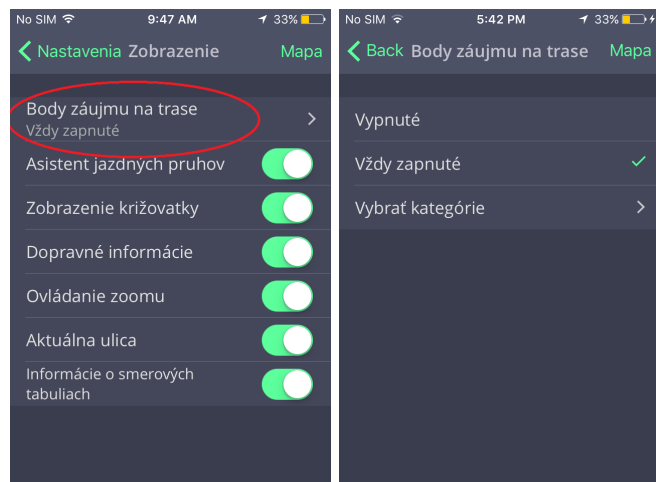 No SIM 9:47 AM 33%
Nastavenia Zobrazenie Mapa
Body záujmu na trase
Vždy zapnuté
Asistent jazdných pruhov
Zobrazenie križovatky
Dopravné informácie
Ovládanie zoomu
Aktuálna ulica
Informácie o smerových
tabuliach
No SIM 5:42 PM 33%
Back Body záujmu na trase Mapa
Vypnuté
Vždy zapnuté
Vybrať kategórie